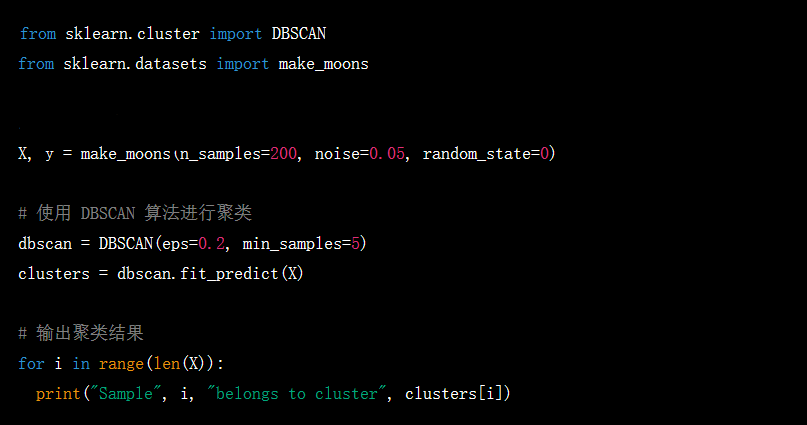 from sklearn.cluster import DBSCAN
from sklearn.datasets import make_moons
X, y = make_moons(n_samples=200, noise=0.05, random_state=0)
# 使用 DBSCAN 算法进行聚类
dbscan = DBSCAN(eps=0.2, min_samples=5)
clusters = dbscan.fit_predict(X)
# 输出聚类结果
for i in range(len(X)):
print("Sample", i, "belongs to cluster", clusters[i])